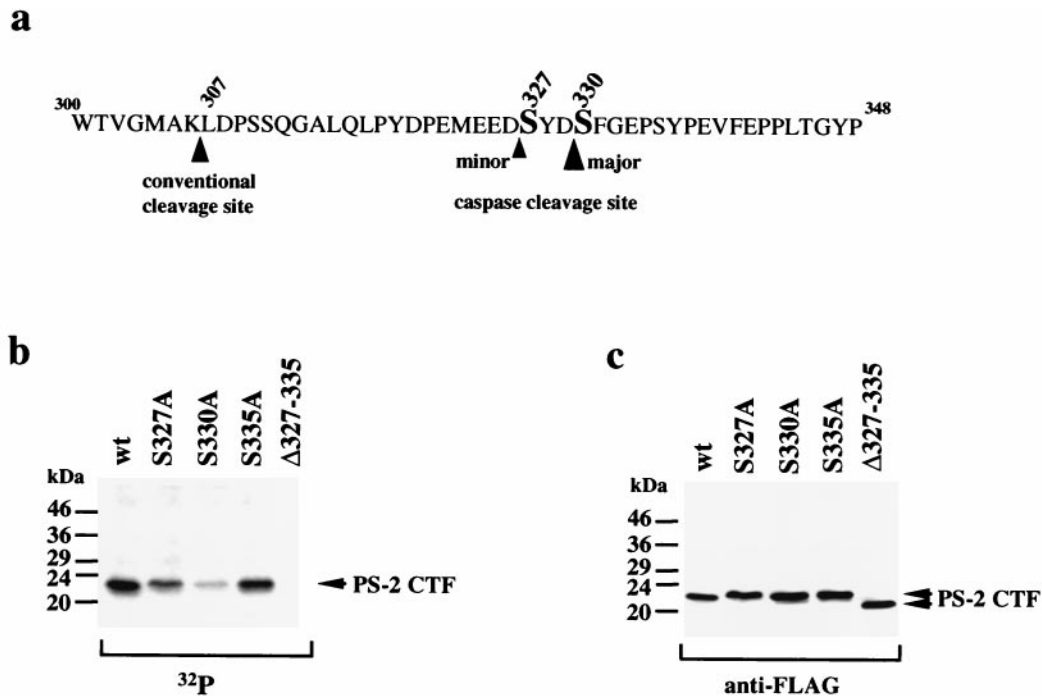 a
300 WTVGMAKLDPSSQGALQLPYDPEMEEDSYDSFGEPSYPEVFEPPLTGYP 348
307
327
330
minor
major
conventional
cleavage site
caspase cleavage site
b
wt
S327A
S330A
S335A
Δ327-335
kDa
46
36
29
24
20
PS-2 CTF
32P
c
wt
S327A
S330A
S335A
Δ327-335
kDa
46
36
29
24
20
PS-2 CTF
anti-FLAG